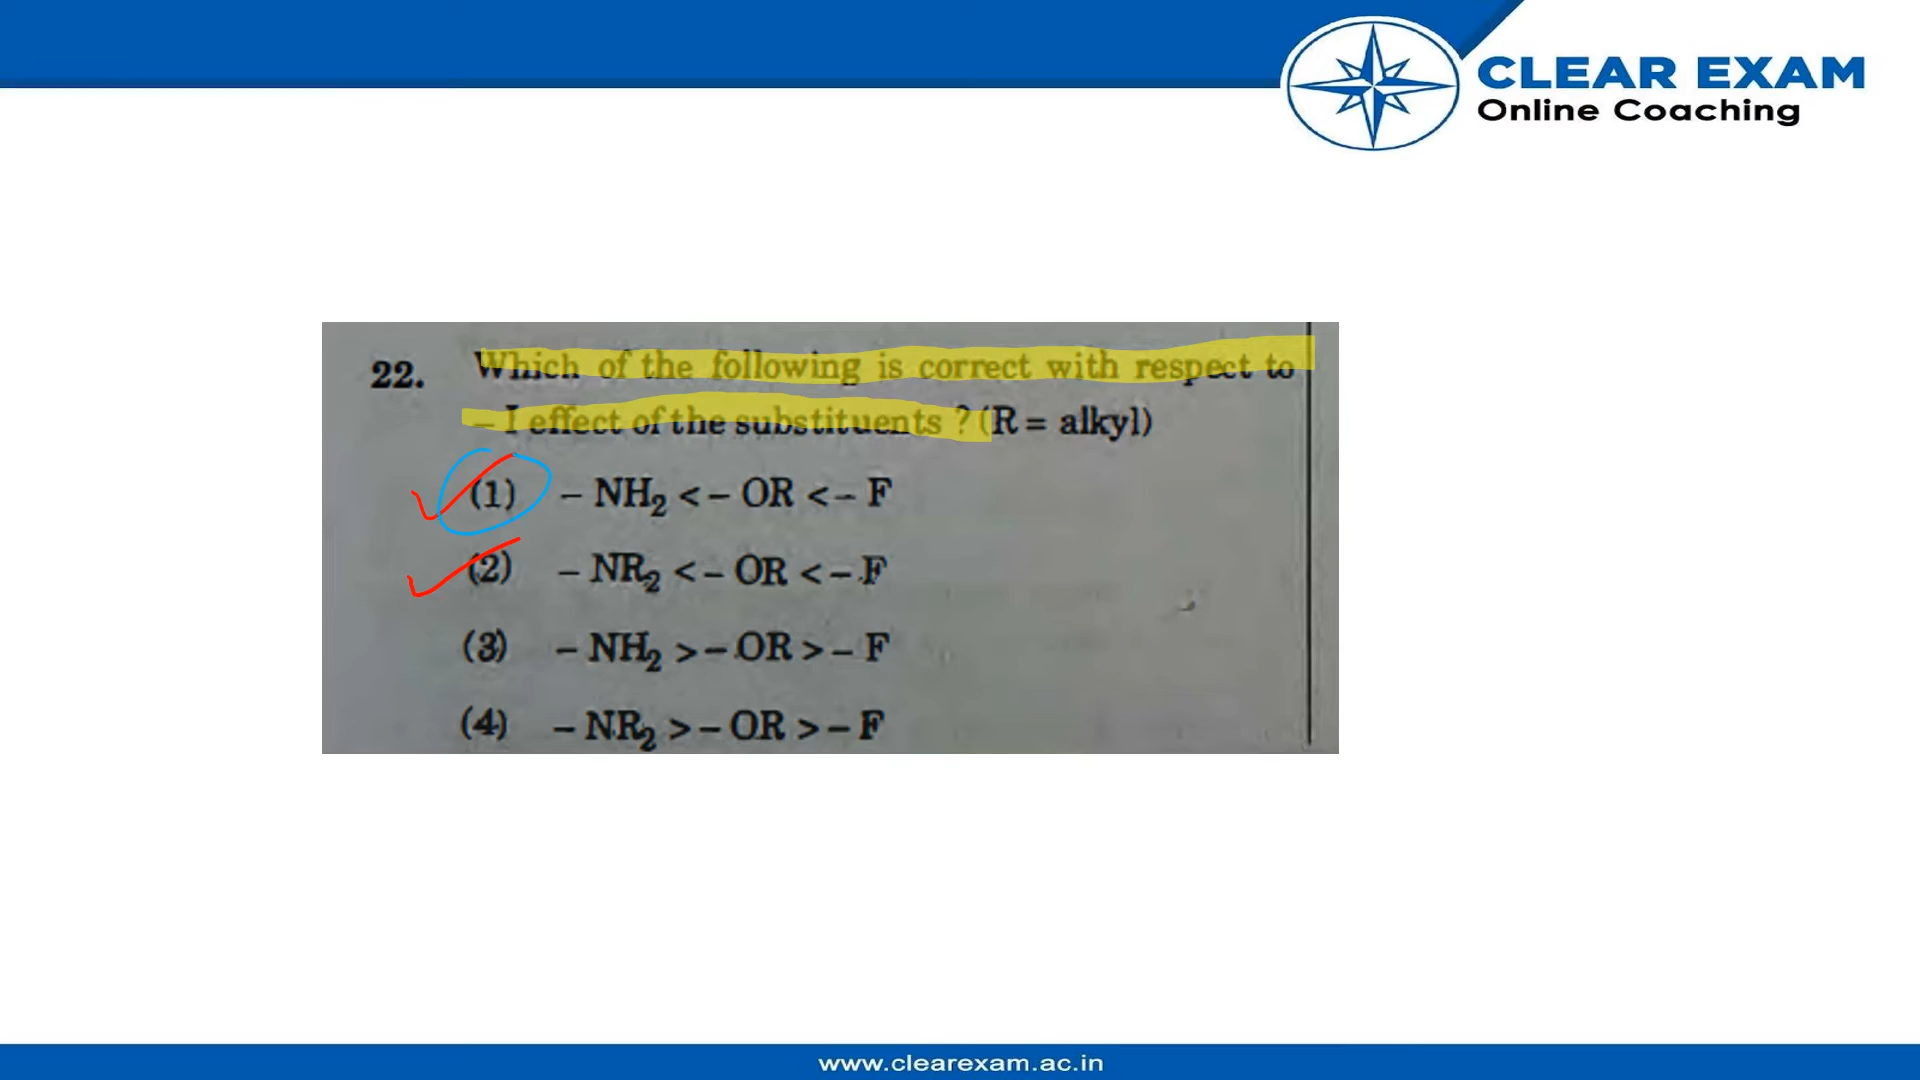 CLEAR EXAM
Online Coaching
22. Which of the following is correct with respect to
– I effect of the substituents ? (R = alkyl)
(1) – NH₂ < – OR < – F
(2) – NR₂ < – OR < – F
(3) – NH₂ > – OR > – F
(4) – NR₂ > – OR > – F
www.clearexam.ac.in